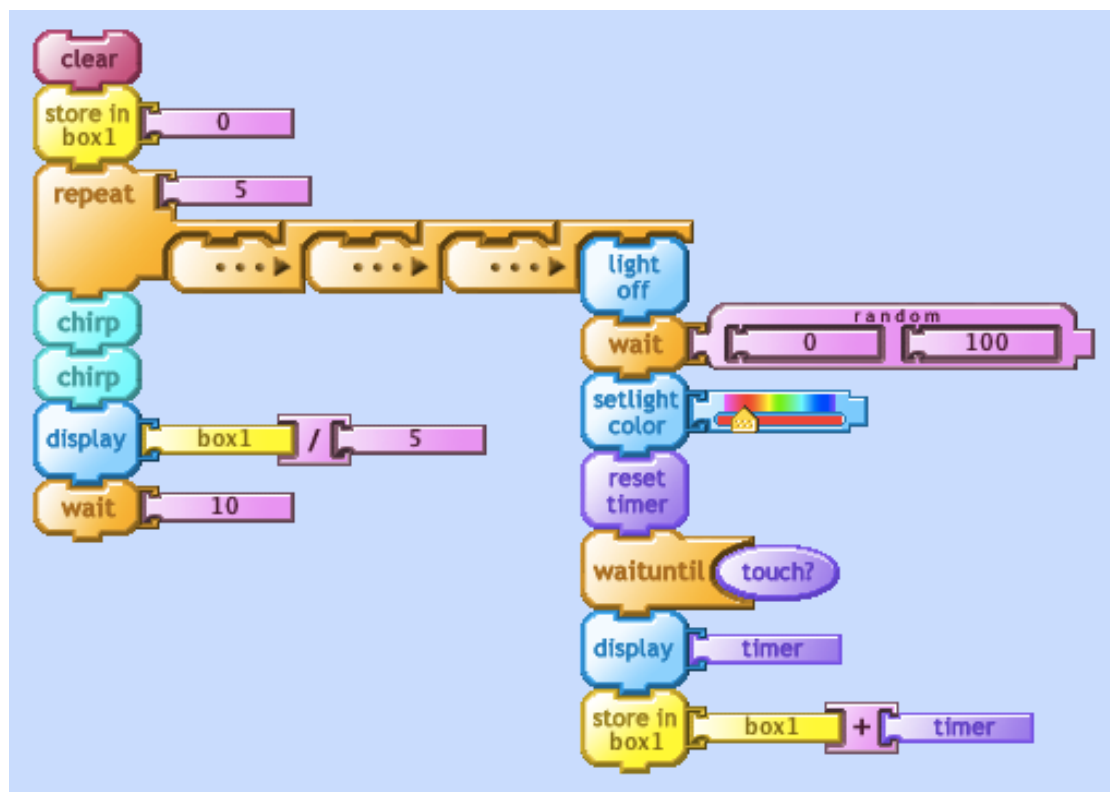 clear
store in
box1
0
repeat
5
chirp
chirp
display
box1 / 5
wait
10
light
off
wait
random
0
100
setlight
color
reset
timer
waituntil
touch?
display
timer
store in
box1
box1 + timer